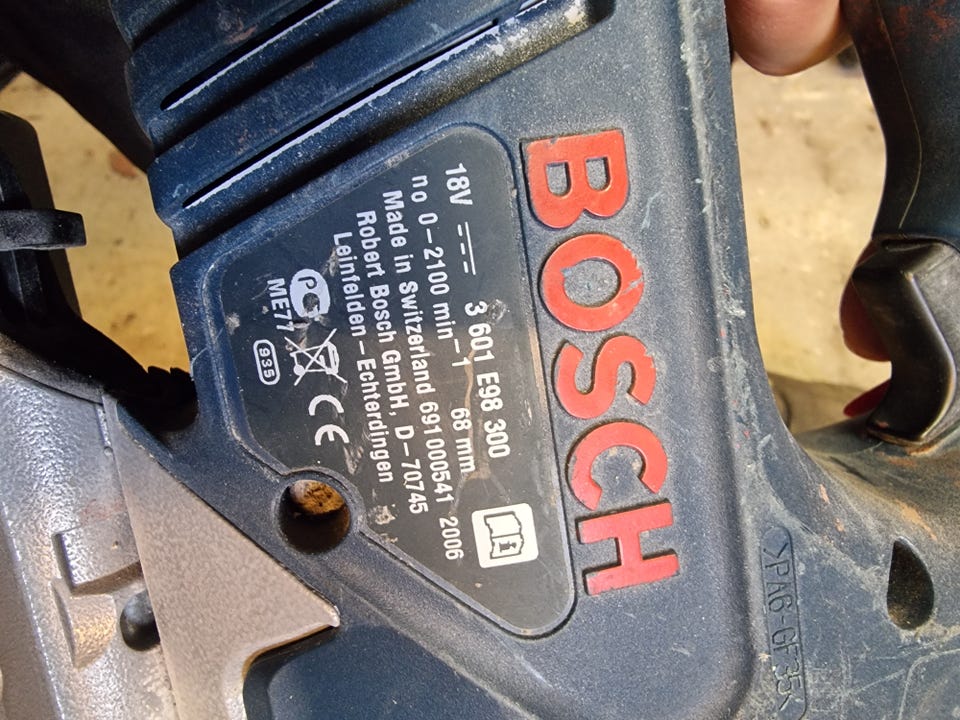 BOSCH
18V 3 601 E98 300
no 0-2100 min-1 68 mm
Made in Switzerland 691000541 2006
Robert Bosch GmbH, D-70745
Leinfelden-Echterdingen
PG CE
ME77 935
>PA6-GF35<